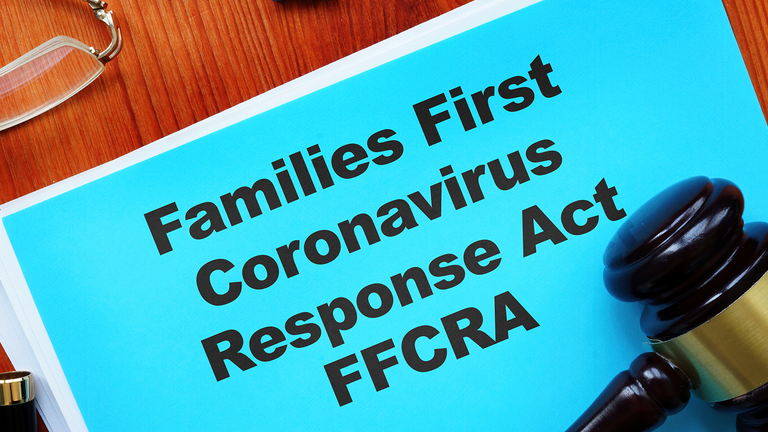 Families First
Coronavirus
Response Act
FFCRA